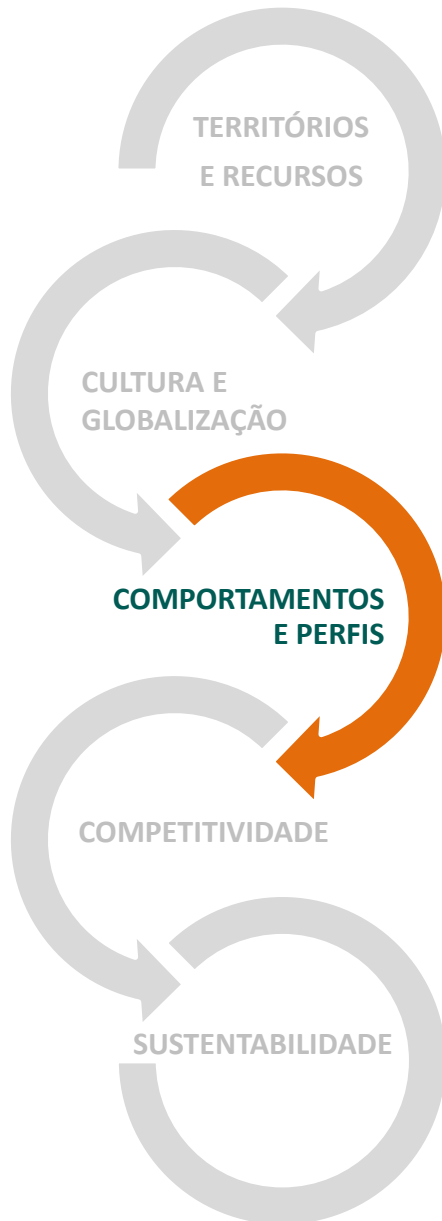 TERRITÓRIOS
E RECURSOS
CULTURA E
GLOBALIZAÇÃO
COMPORTAMENTOS
E PERFIS
COMPETITIVIDADE
SUSTENTABILIDADE